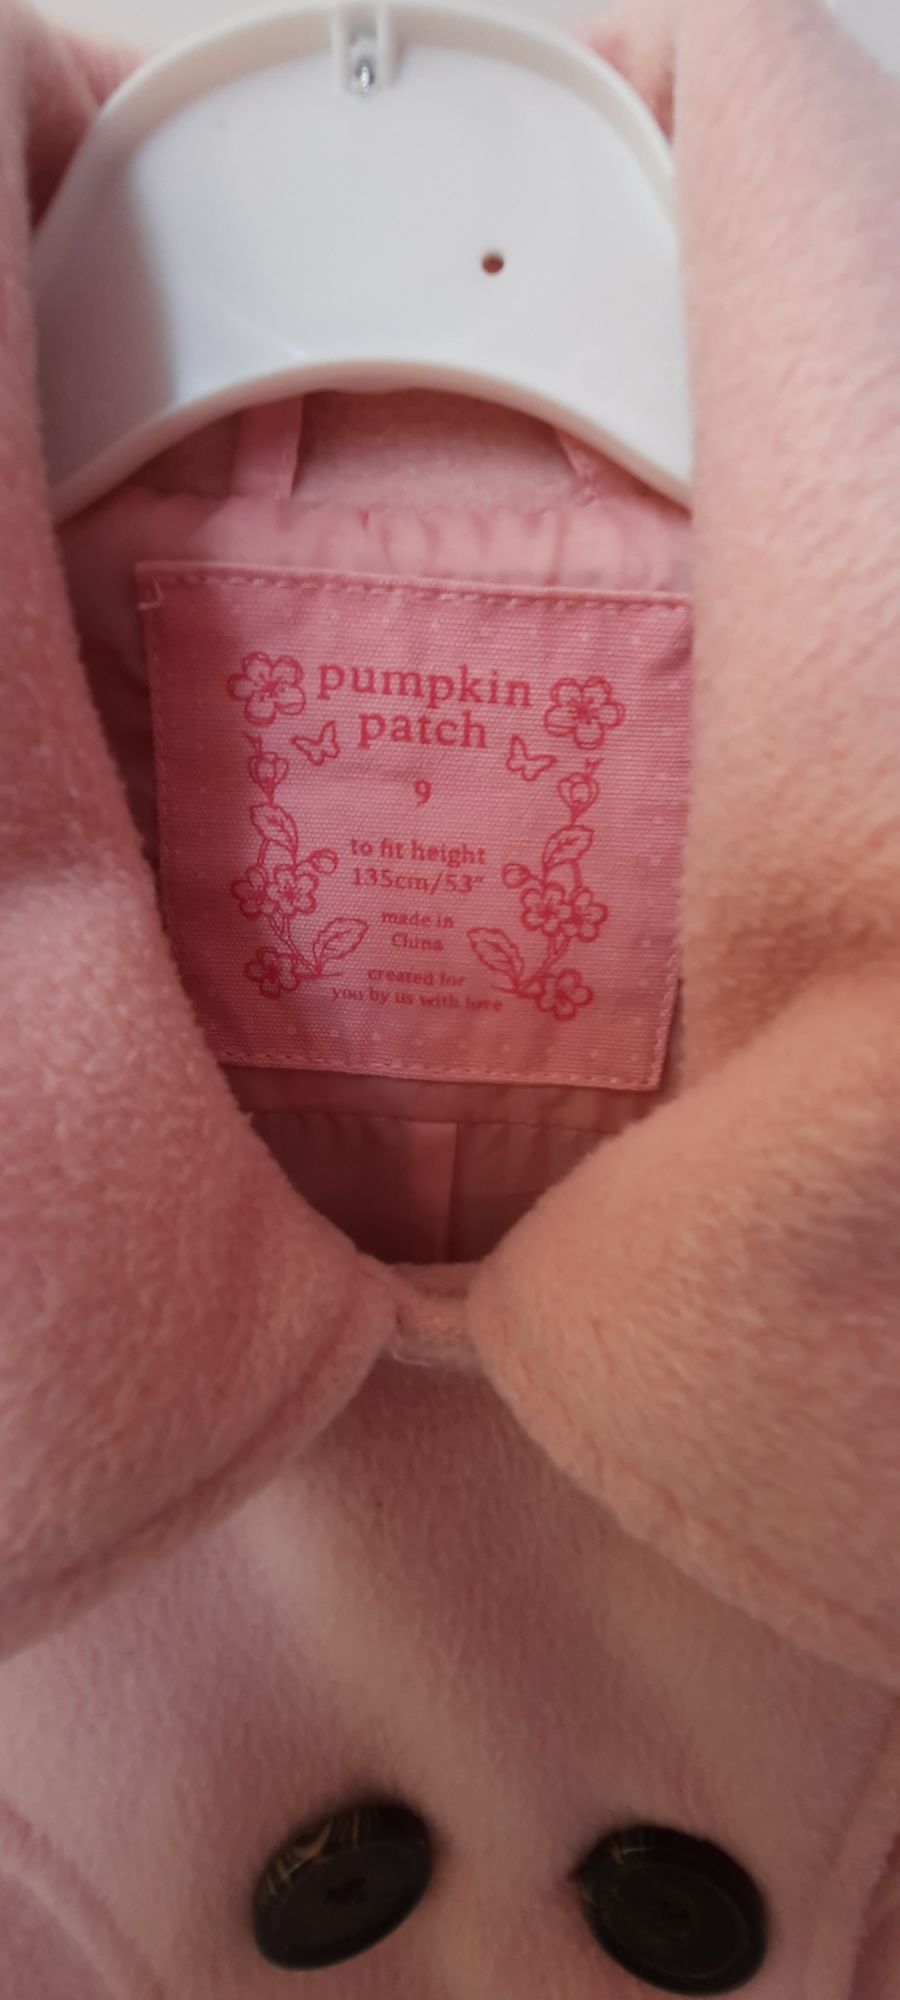 pumpkin
patch
9
to fit height
135cm/53"
made in
China
created for
you by us with love